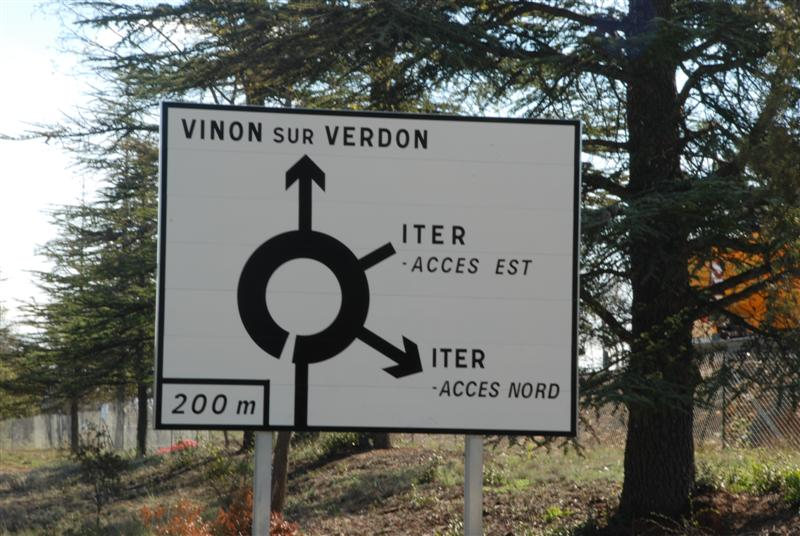 VINON SUR VERDON
ITER
-ACCES EST
ITER
-ACCES NORD
200 m